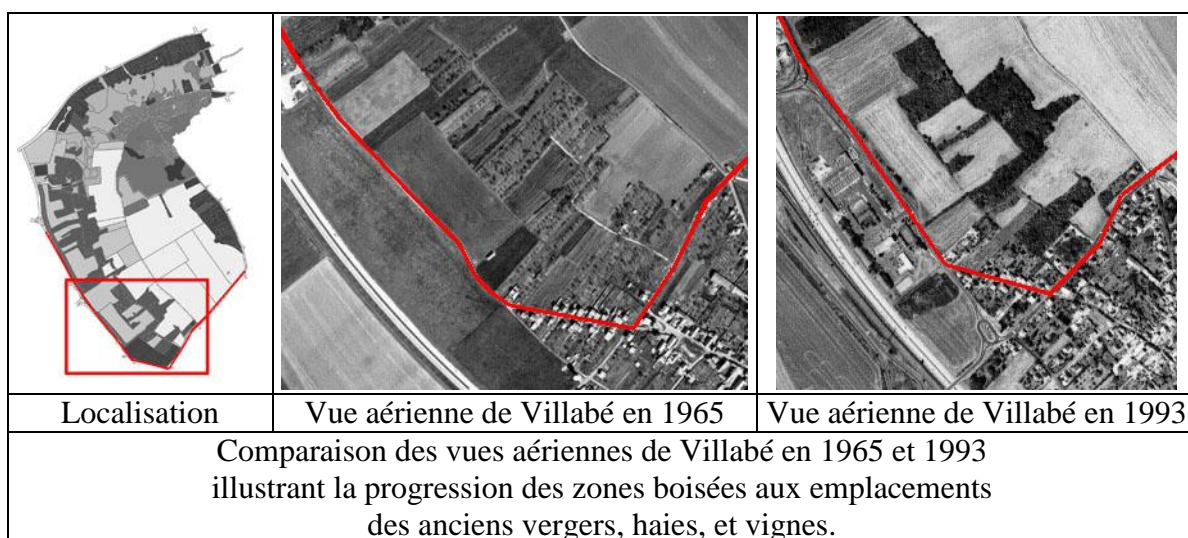 Localisation
Vue aérienne de Villabé en 1965
Vue aérienne de Villabé en 1993
Comparaison des vues aériennes de Villabé en 1965 et 1993
illustrant la progression des zones boisées aux emplacements
des anciens vergers, haies, et vignes.